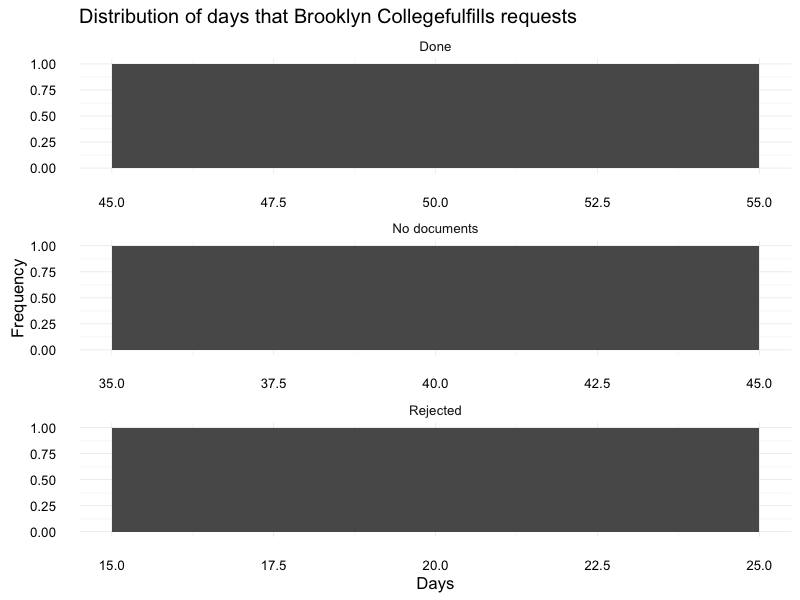 Distribution of days that Brooklyn Collegefulfills requests
Done
1.00
0.75
0.50
0.25
0.00
45.0 47.5 50.0 52.5 55.0
No documents
1.00
0.75
0.50
0.25
0.00
35.0 37.5 40.0 42.5 45.0
Frequency
Rejected
1.00
0.75
0.50
0.25
0.00
15.0 17.5 20.0 22.5 25.0
Days